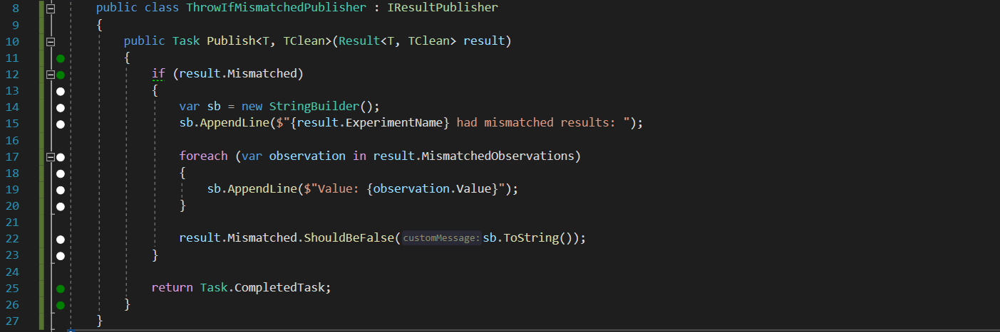 8 public class ThrowIfMismatchedPublisher : IResultPublisher
9 {
10 public Task Publish<T, TClean>(Result<T, TClean> result)
11 {
12 if (result.Mismatched)
13 {
14 var sb = new StringBuilder();
15 sb.AppendLine($"{result.ExperimentName} had mismatched results: ");
16
17 foreach (var observation in result.MismatchedObservations)
18 {
19 sb.AppendLine($"Value: {observation.Value}");
20 }
21
22 result.Mismatched.ShouldBeFalse(customMessage: sb.ToString());
23 }
24
25 return Task.CompletedTask;
26 }
27 }